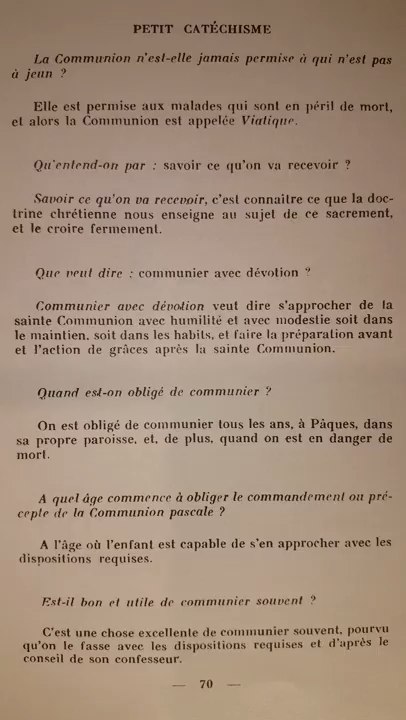 PETIT CATÉCHISME
La Communion n'est-elle jamais permise à qui n'est pas
à jeun ?
Elle est permise aux malades qui sont en péril de mort,
et alors la Communion est appelée Viatique.
Qu'entend-on par : savoir ce qu'on va recevoir ?
Savoir ce qu'on va recevoir, c'est connaître ce que la doc-
trine chrétienne nous enseigne au sujet de ce sacrement,
et le croire fermement.
Que veut dire : communier avec dévotion ?
Communier avec dévotion veut dire s'approcher de la
sainte Communion avec humilité et avec modestie soit dans
le maintien, soit dans les habits, et faire la préparation avant
et l'action de grâces après la sainte Communion.
Quand est-on obligé de communier ?
On est obligé de communier tous les ans, à Pâques, dans
sa propre paroisse, et, de plus, quand on est en danger de
mort.
A quel âge commence à obliger le commandement ou pré-
cepte de la Communion pascale ?
A l'âge où l'enfant est capable de s'en approcher avec les
dispositions requises.
Est-il bon et utile de communier souvent ?
C'est une chose excellente de communier souvent, pourvu
qu'on le fasse avec les dispositions requises et d'après le
conseil de son confesseur.
— 70 —